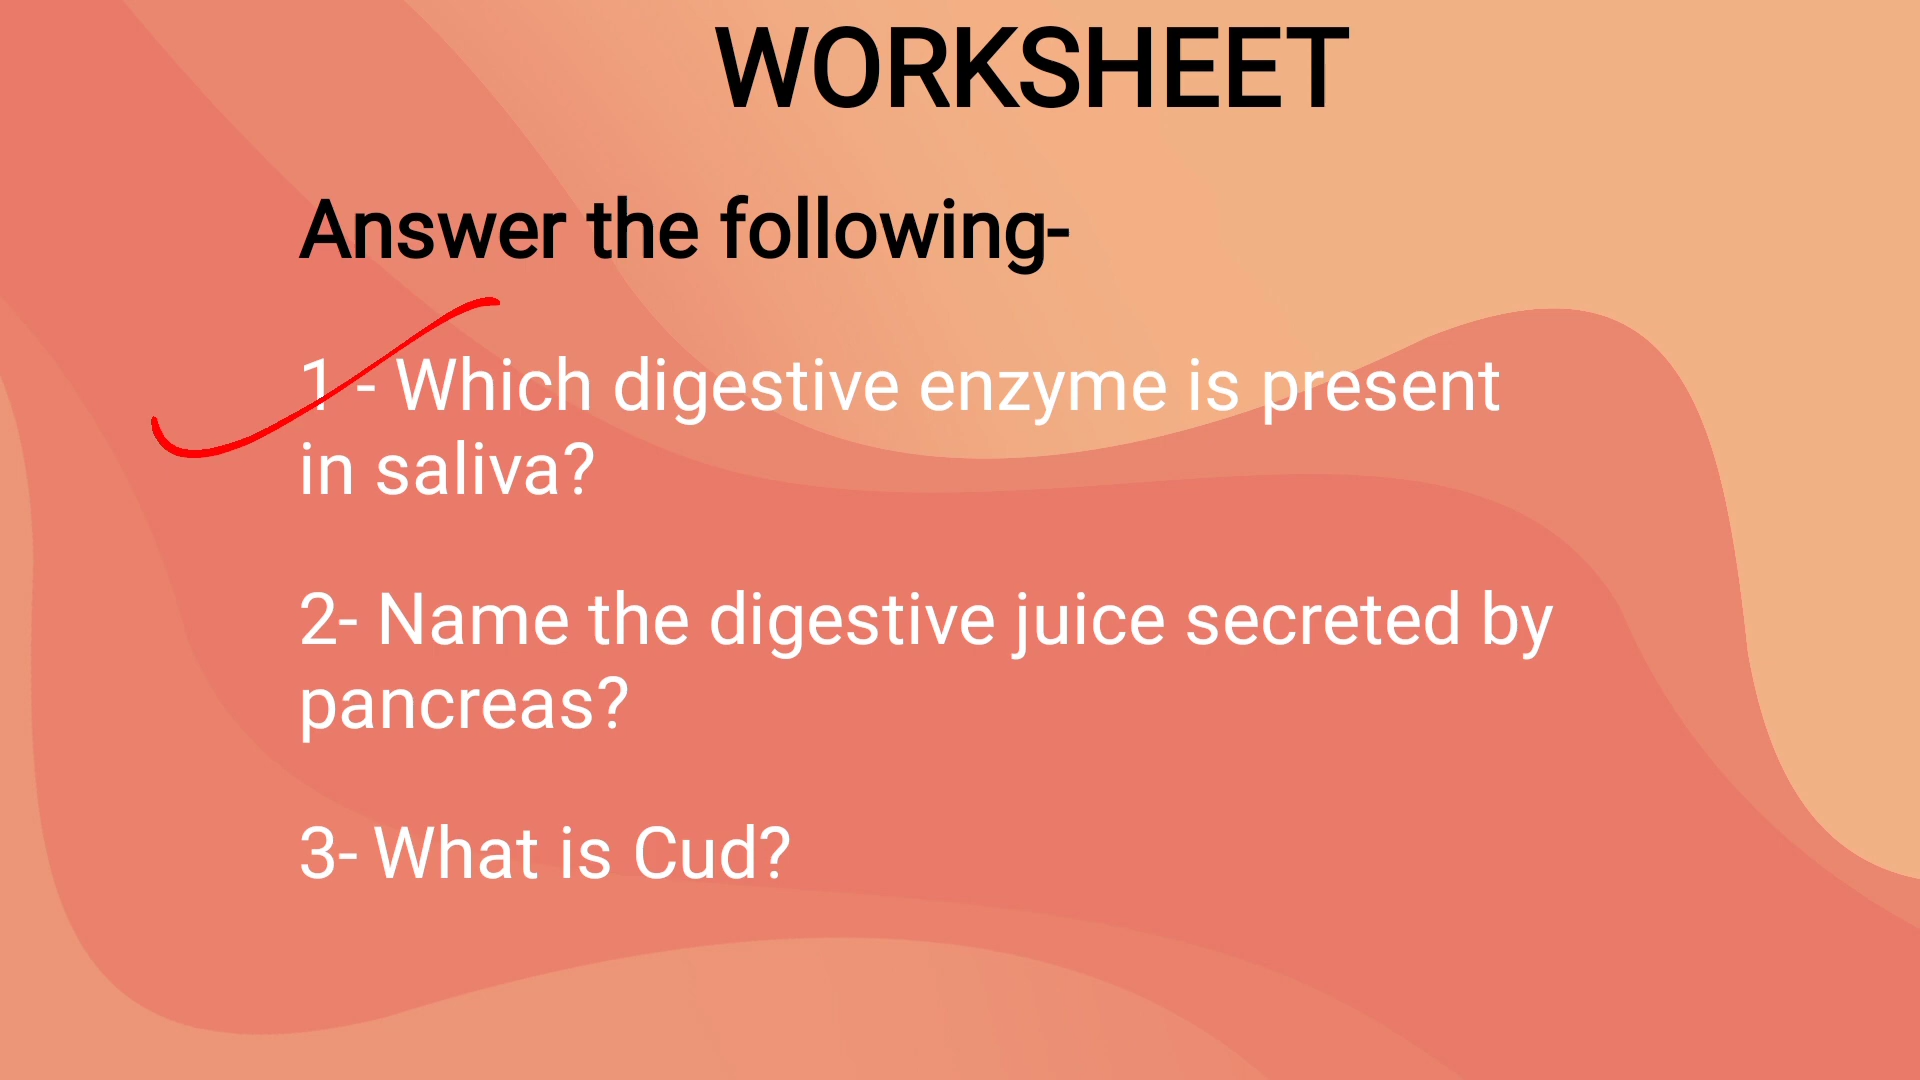 WORKSHEET
Answer the following-
1 - Which digestive enzyme is present
in saliva?
2- Name the digestive juice secreted by
pancreas?
3- What is Cud?